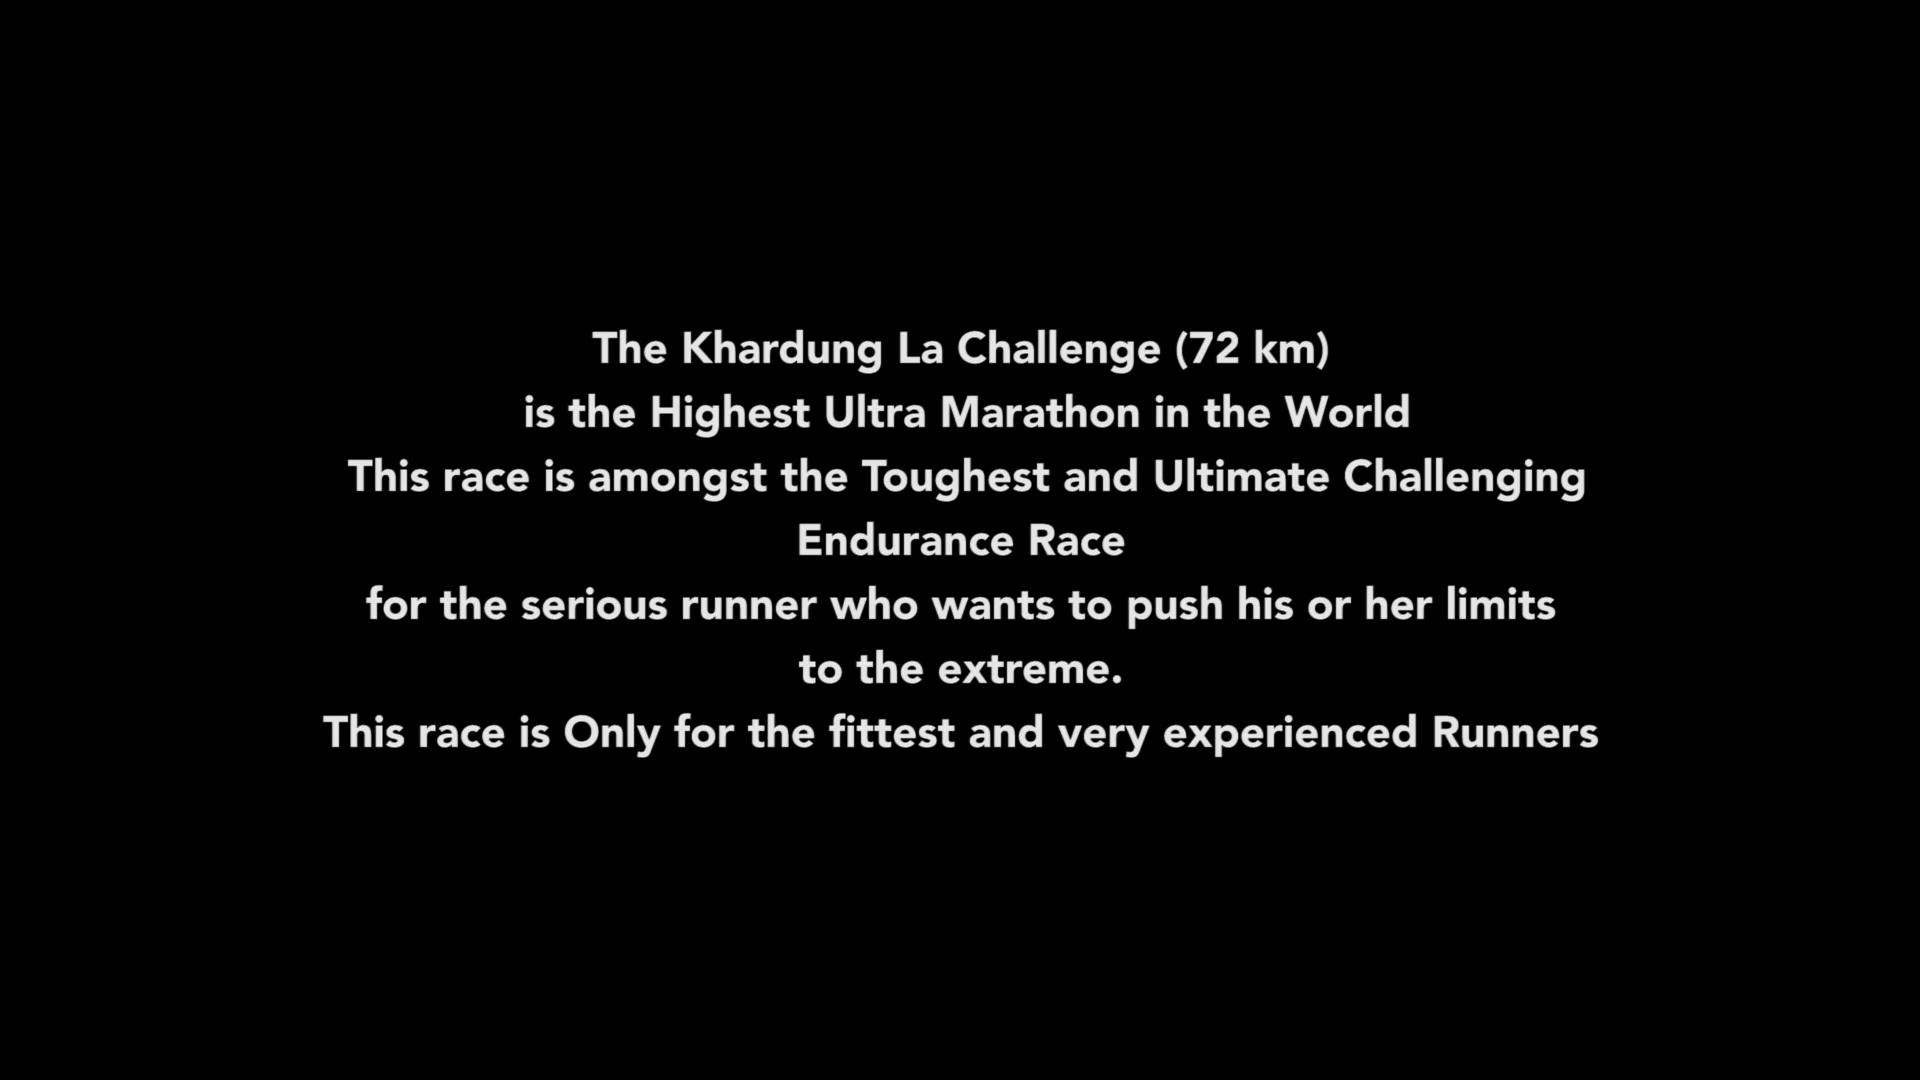 The Khardung La Challenge (72 km)
is the Highest Ultra Marathon in the World
This race is amongst the Toughest and Ultimate Challenging
Endurance Race
for the serious runner who wants to push his or her limits
to the extreme.
This race is Only for the fittest and very experienced Runners